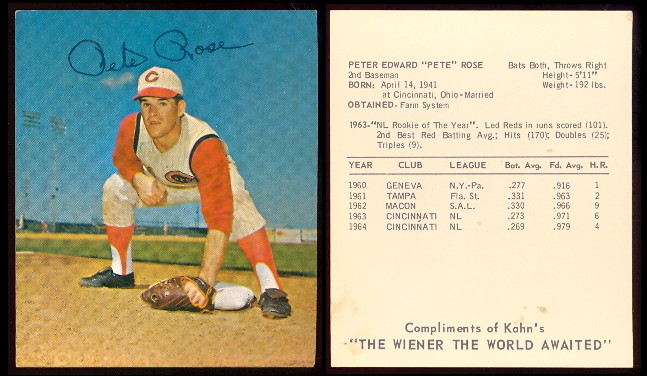 Pete Rose
C
PETER EDWARD "PETE" ROSE Bats Both, Throws Right
2nd Baseman Height-5'11"
BORN: April 14, 1941 Weight-192 lbs.
at Cincinnati, Ohio-Married
OBTAINED- Farm System
1963-"NL Rookie of The Year". Led Reds in runs scored (101).
2nd Best Red Batting Avg.; Hits (170); Doubles (25);
Triples (9).
YEAR CLUB LEAGUE Bat. Avg. Fd. Avg. H.R.
1960 GENEVA N.Y.-Pa. .277 .916 1
1961 TAMPA Fla. St. .331 .963 2
1962 MACON S.A.L. .330 .966 9
1963 CINCINNATI NL .273 .971 6
1964 CINCINNATI NL .269 .979 4
Compliments of Kahn's
"THE WIENER THE WORLD AWAITED"